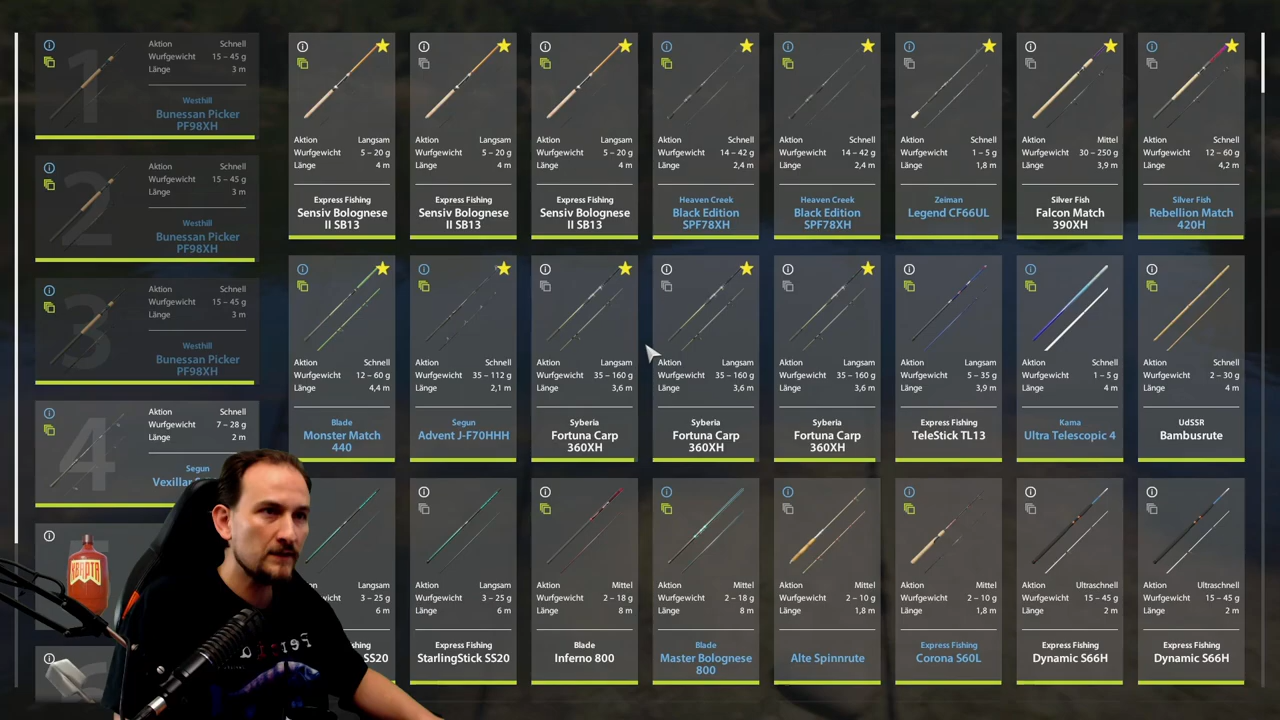 1
Aktion Schnell
Wurfgewicht 15 – 45 g
Länge 3 m
Westhill
Bunessan Picker
PF98XH
2
Aktion Schnell
Wurfgewicht 15 – 45 g
Länge 3 m
Westhill
Bunessan Picker
PF98XH
3
Aktion Schnell
Wurfgewicht 15 – 45 g
Länge 3 m
Westhill
Bunessan Picker
PF98XH
4
Aktion Schnell
Wurfgewicht 7 – 28 g
Länge 2 m
Segun
Vexillar
Aktion Langsam
Wurfgewicht 5 – 20 g
Länge 4 m
Express Fishing
Sensiv Bolognese
II SB13
Aktion Langsam
Wurfgewicht 5 – 20 g
Länge 4 m
Express Fishing
Sensiv Bolognese
II SB13
Aktion Langsam
Wurfgewicht 5 – 20 g
Länge 4 m
Express Fishing
Sensiv Bolognese
II SB13
Aktion Schnell
Wurfgewicht 14 – 42 g
Länge 2,4 m
Heaven Creek
Black Edition
SPF78XH
Aktion Schnell
Wurfgewicht 14 – 42 g
Länge 2,4 m
Heaven Creek
Black Edition
SPF78XH
Aktion Schnell
Wurfgewicht 1 – 5 g
Länge 1,8 m
Zeiman
Legend CF66UL
Aktion Mittel
Wurfgewicht 30 – 250 g
Länge 3,9 m
Silver Fish
Falcon Match
390XH
Aktion Schnell
Wurfgewicht 12 – 60 g
Länge 4,2 m
Silver Fish
Rebellion Match
420H
Aktion Schnell
Wurfgewicht 12 – 60 g
Länge 4,4 m
Blade
Monster Match
440
Aktion Schnell
Wurfgewicht 35 – 112 g
Länge 2,1 m
Segun
Advent J-F70HHH
Aktion Langsam
Wurfgewicht 35 – 160 g
Länge 3,6 m
Syberia
Fortuna Carp
360XH
Aktion Langsam
Wurfgewicht 35 – 160 g
Länge 3,6 m
Syberia
Fortuna Carp
360XH
Aktion Langsam
Wurfgewicht 35 – 160 g
Länge 3,6 m
Syberia
Fortuna Carp
360XH
Aktion Langsam
Wurfgewicht 5 – 35 g
Länge 3,9 m
Express Fishing
TeleStick TL13
Aktion Schnell
Wurfgewicht 1 – 5 g
Länge 4 m
Kama
Ultra Telescopic 4
Aktion Schnell
Wurfgewicht 2 – 30 g
Länge 4 m
UdSSR
Bambusrute
Langsam
3 – 25 g
6 m
Fishing
SS20
Aktion Langsam
Wurfgewicht 3 – 25 g
Länge 6 m
Express Fishing
StarlingStick SS20
Aktion Mittel
Wurfgewicht 2 – 18 g
Länge 8 m
Blade
Inferno 800
Aktion Mittel
Wurfgewicht 2 – 18 g
Länge 8 m
Blade
Master Bolognese
800
Aktion Mittel
Wurfgewicht 2 – 10 g
Länge 1,8 m
Alte Spinnrute
Aktion Mittel
Wurfgewicht 2 – 10 g
Länge 1,8 m
Express Fishing
Corona S60L
Aktion Ultraschnell
Wurfgewicht 15 – 45 g
Länge 2 m
Express Fishing
Dynamic S66H
Aktion Ultraschnell
Wurfgewicht 15 – 45 g
Länge 2 m
Express Fishing
Dynamic S66H